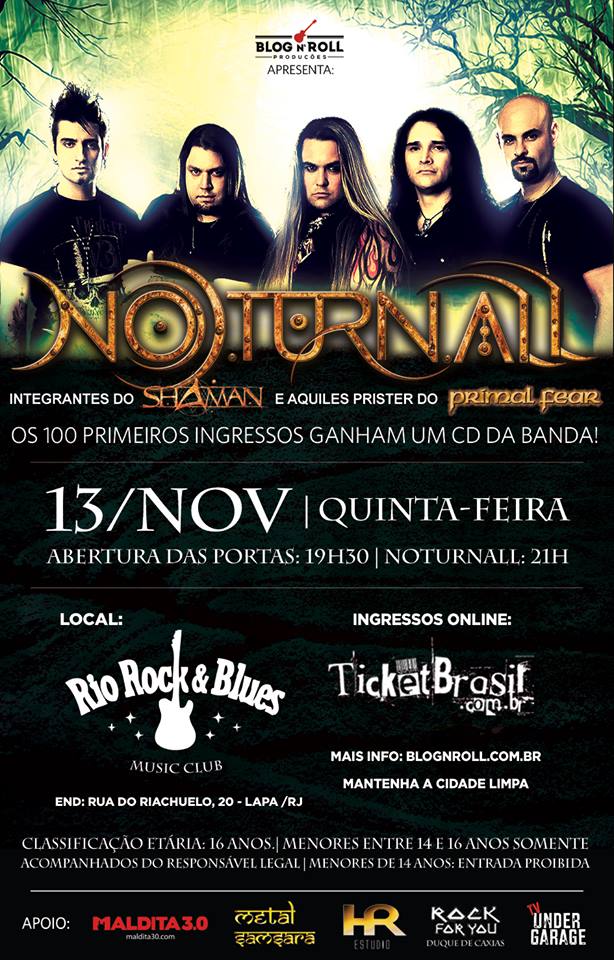 BLOG N' ROLL
PRODUCÕES
APRESENTA:
NOTURNALL
INTEGRANTES DO SHAMAN E AQUILES PRISTER DO PRIMAL FEAR
OS 100 PRIMEIROS INGRESSOS GANHAM UM CD DA BANDA!
13/NOV | QUINTA-FEIRA
ABERTURA DAS PORTAS: 19H30 | NOTURNALL: 21H
LOCAL:
Rio Rock & Blues
MUSIC CLUB
END: RUA DO RIACHUELO, 20 - LAPA /RJ
INGRESSOS ONLINE:
TicketBrasil
.com.br
MAIS INFO: BLOGNROLL.COM.BR
MANTENHA A CIDADE LIMPA
CLASSIFICAÇÃO ETÁRIA: 16 ANOS.| MENORES ENTRE 14 E 16 ANOS SOMENTE
ACOMPANHADOS DO RESPONSÁVEL LEGAL | MENORES DE 14 ANOS: ENTRADA PROIBIDA
APOIO:
MALDITA3.0
maldita30.com
metal
samsara
HR
ESTUDIO
ROCK
FOR YOU
DUQUE DE CAXIAS
TV
UNDER
GARAGE